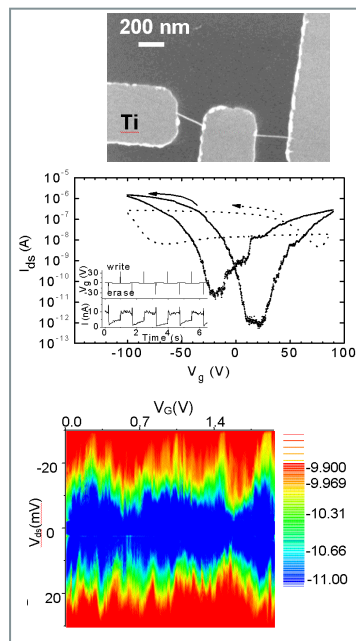 200 nm
Ti
10⁻⁵
10⁻⁶
10⁻⁷
10⁻⁸
10⁻⁹
10⁻¹⁰
10⁻¹¹
10⁻¹²
10⁻¹³
I_ds (A)
write
erase
V_g (V)
30
0
-30
I (nA)
10
0
0 2 4 6
Time (s)
-100 -50 0 50 100
V_g (V)
V_G(V)
0.0 0,7 1,4
V_ds(mV)
-20
0
20
-9.900
-9.969
-10.31
-10.66
-11.00